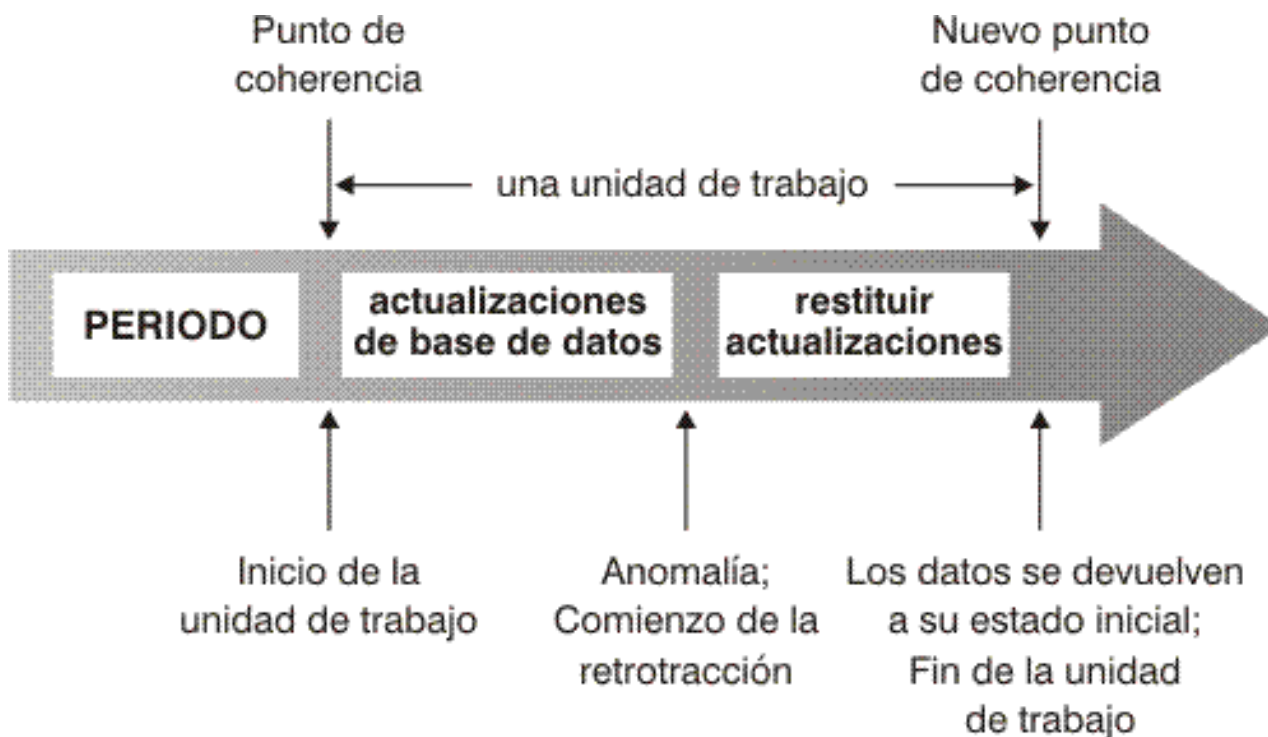 Punto de
coherencia
Nuevo punto
de coherencia
una unidad de trabajo
PERIODO
actualizaciones
de base de datos
restituir
actualizaciones
Inicio de la
unidad de trabajo
Anomalía;
Comienzo de la
retrotracción
Los datos se devuelven
a su estado inicial;
Fin de la unidad
de trabajo